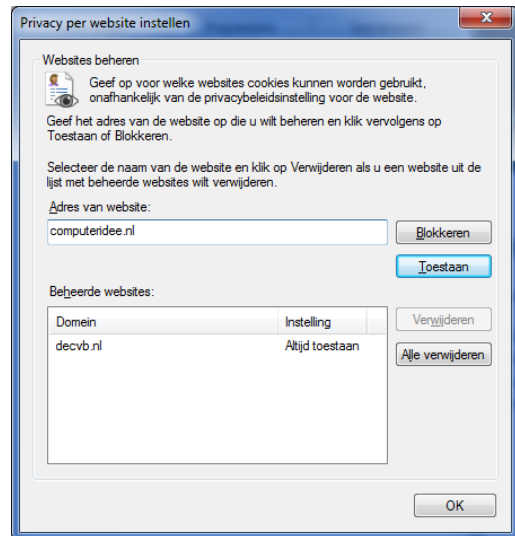 Privacy per website instellen
Websites beheren
Geef op voor welke websites cookies kunnen worden gebruikt,
onafhankelijk van de privacybeleidsinstelling voor de website.
Geef het adres van de website op die u wilt beheren en klik vervolgens op
Toestaan of Blokkeren.
Selecteer de naam van de website en klik op Verwijderen als u een website uit de
lijst met beheerde websites wilt verwijderen.
Adres van website:
computeridee.nl
Blokkeren
Toestaan
Beheerde websites:
Domein Instelling
Verwijderen
decvb.nl Altijd toestaan
Alle verwijderen
OK